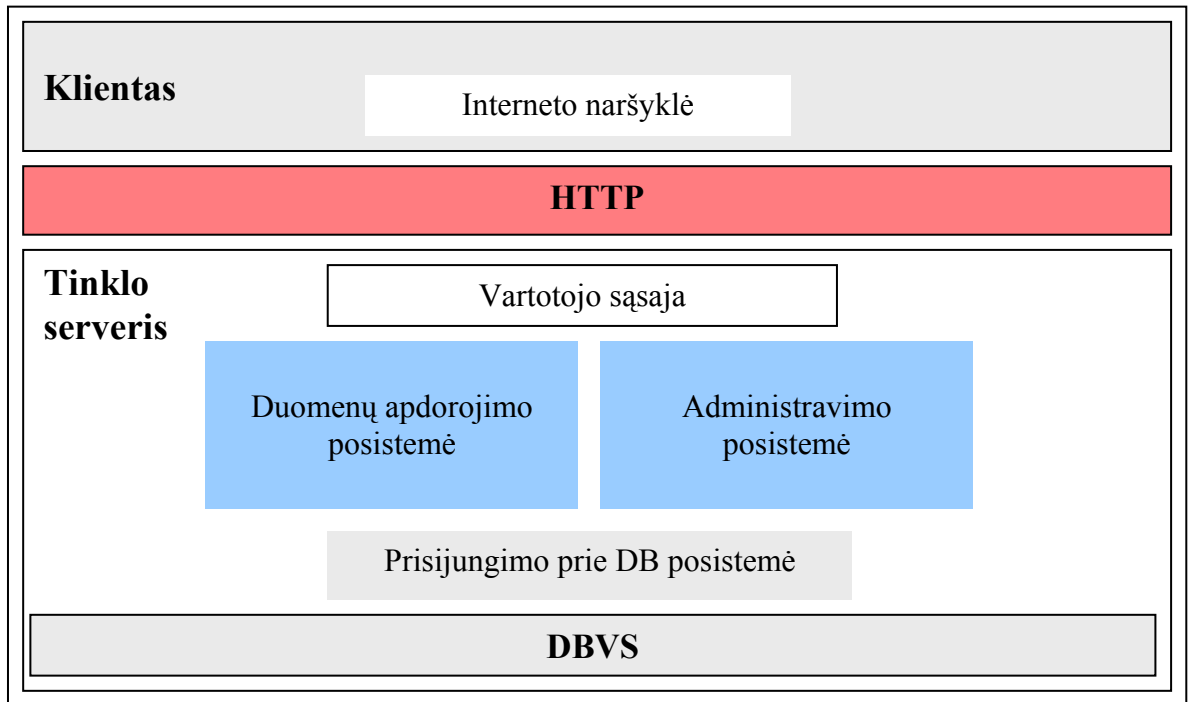 Klientas
Interneto naršyklė
HTTP
Tinklo
serveris
Vartotojo sąsaja
Duomenų apdorojimo
posistemė
Administravimo
posistemė
Prisijungimo prie DB posistemė
DBVS